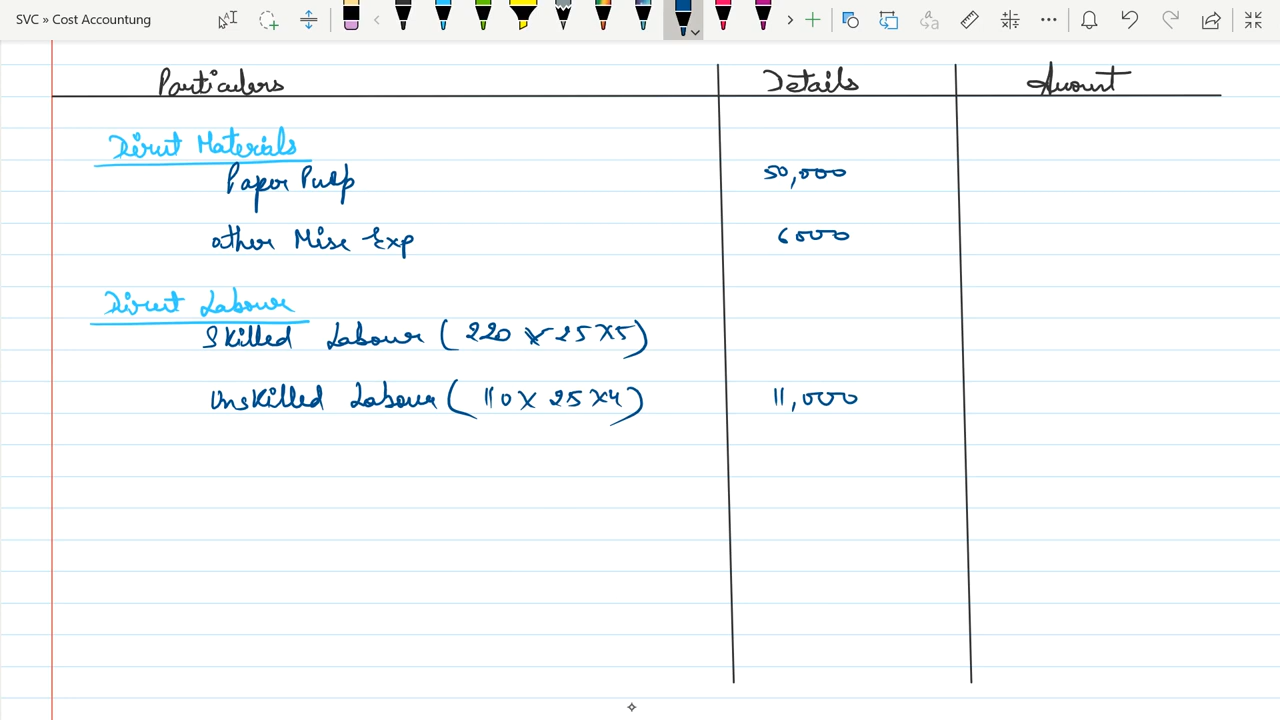 SVC » Cost Accountung
Particulers Details Amount
Direct Materials
Paper Pulp 50,000
other Misc Exp 6000
Direct Labour
Skilled Labour (220 x 25 x 5)
Unskilled Labour (110 x 25 x 4) 11,000